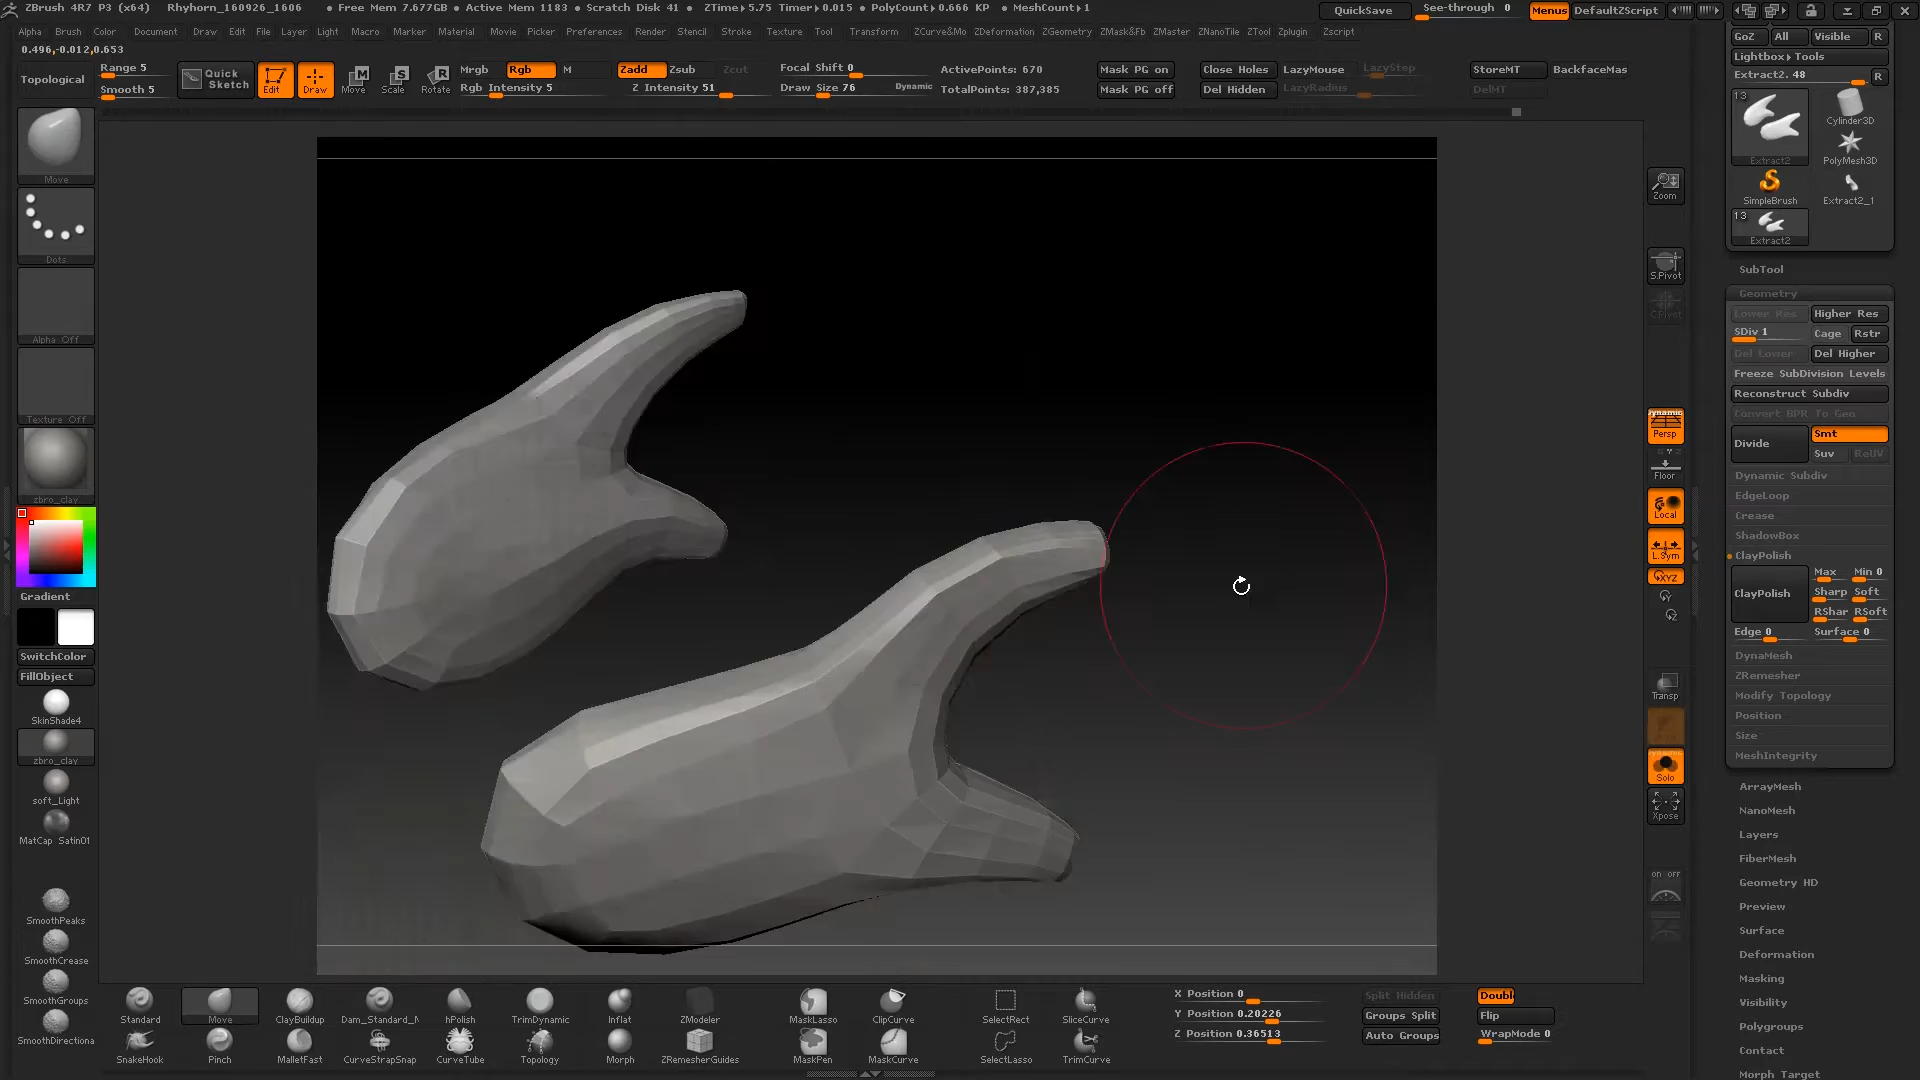 ZBrush 4R7 P3 (x64) Rhyhorn_160926_1606 ● Free Mem 7.677GB ● Active Mem 1183 ● Scratch Disk 41 ● ZTime▸5.75 Timer▸0.015 ● PolyCount▸0.666 KP ● MeshCount▸1 QuickSave See-through 0 Menus DefaultZScript
Alpha Brush Color Document Draw Edit File Layer Light Macro Marker Material Movie Picker Preferences Render Stencil Stroke Texture Tool Transform ZCurve&Mo ZDeformation ZGeometry ZMask&Fb ZMaster ZNanoTile ZTool Zplugin Zscript
GoZ All Visible R
0.496,-0.012,0.653
Lightbox▸Tools
Topological Range 5 Smooth 5
Quick Sketch Edit Draw Move Scale Rotate
Mrgb Rgb M
Rgb Intensity 5
Zadd Zsub Zcut
Z Intensity 51
Focal Shift 0
Draw Size 76 Dynamic
ActivePoints: 670
TotalPoints: 387,385
Mask PG on
Mask PG off
Close Holes
Del Hidden
LazyMouse LazyStep
LazyRadius
StoreMT
DelMT
BackfaceMas
Extract2. 48 R
13
Extract2
Cylinder3D
PolyMesh3D
SimpleBrush
Extract2_1
13
Extract2
Move
Dots
Alpha Off
Texture Off
zbro_clay
Gradient
SwitchColor
FillObject
SkinShade4
zbro_clay
soft_Light
MatCap Satin01
SmoothPeaks
SmoothCrease
SmoothGroups
SmoothDirectiona
Zoom
S.Pivot
C.Pivot
Dynamic
Persp
Floor
Local
L.Sym
XYZ
Transp
Dynamic
Solo
Xpose
on off
SubTool
Geometry
Lower Res Higher Res
SDiv 1 Cage Rstr
Del Lower Del Higher
Freeze SubDivision Levels
Reconstruct Subdiv
Convert BPR To Geo
Divide Smt
Suv ReUV
Dynamic Subdiv
EdgeLoop
Crease
ShadowBox
ClayPolish
ClayPolish Max Min 0
Sharp Soft
RShar RSoft
Edge 0 Surface 0
DynaMesh
ZRemesher
Modify Topology
Position
Size
MeshIntegrity
ArrayMesh
NanoMesh
Layers
FiberMesh
Geometry HD
Preview
Surface
Deformation
Masking
Visibility
Polygroups
Contact
Morph Target
Standard Move ClayBuildup Dam_Standard_N hPolish TrimDynamic Inflat ZModeler MaskLasso ClipCurve SelectRect SliceCurve
SnakeHook Pinch MalletFast CurveStrapSnap CurveTube Topology Morph ZRemesherGuides MaskPen MaskCurve SelectLasso TrimCurve
X Position 0
Y Position 0.20226
Z Position 0.36513
Split Hidden
Groups Split
Auto Groups
Doubl
Flip
WrapMode 0